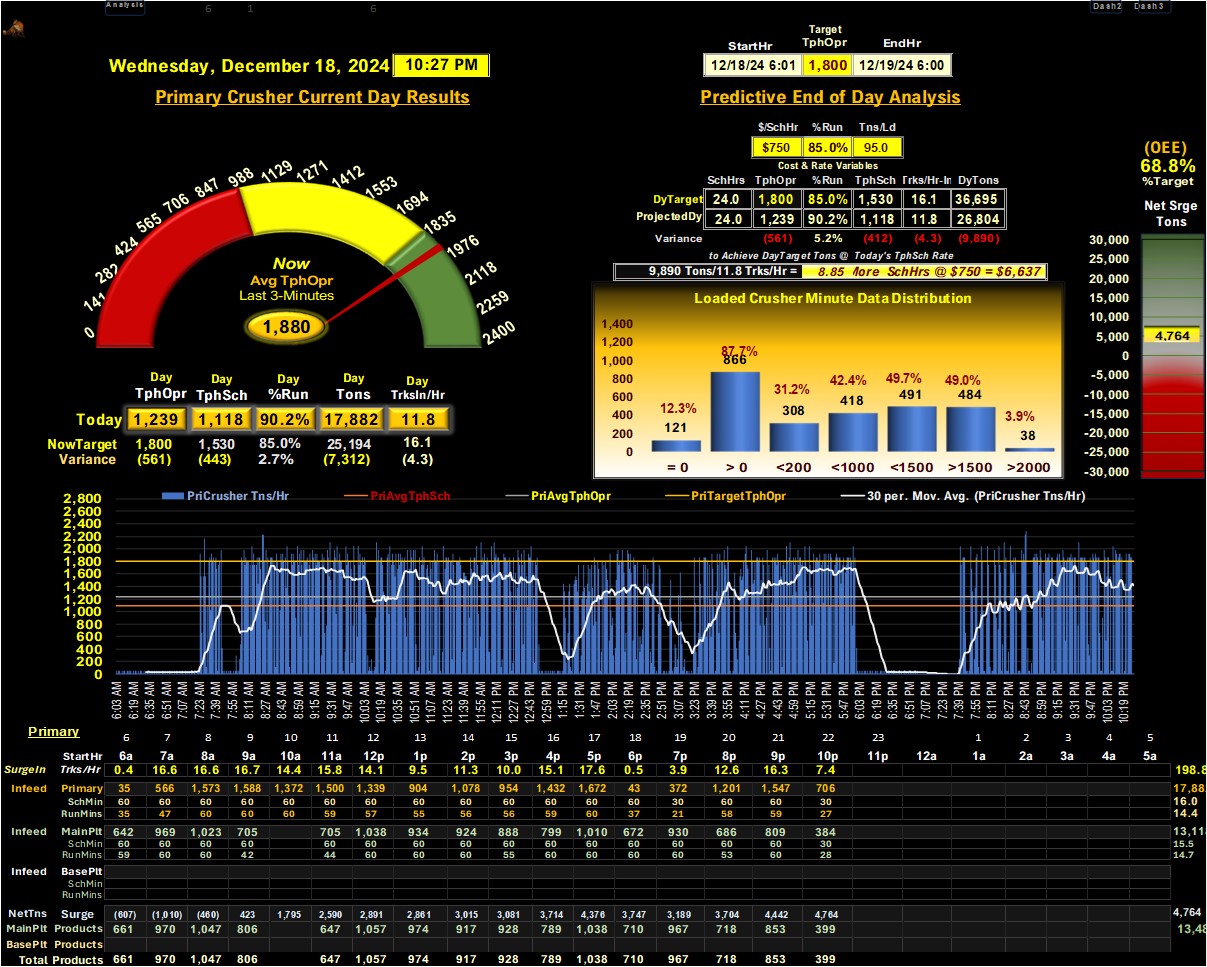 Analysis 6 1 6 Dash2 Dash3
Target
StartHr TphOpr EndHr
Wednesday, December 18, 2024 10:27 PM
12/18/24 6:01 1,800 12/19/24 6:00
Primary Crusher Current Day Results
Predictive End of Day Analysis
$/SchHr %Run Tns/Ld
$750 85.0% 95.0
Cost & Rate Variables
SchHrs TphOpr %Run TphSch Trks/Hr-In DyTons
DyTarget 24.0 1,800 85.0% 1,530 16.1 36,695
ProjectedDy 24.0 1,239 90.2% 1,118 11.8 26,804
Variance (561) 5.2% (412) (4.3) (9,890)
to Achieve DayTarget Tons @ Today's TphSch Rate
9,890 Tons/11.8 Trks/Hr = 8.85 More SchHrs @ $750 = $6,637
(OEE)
68.8%
%Target
Net Srge
Tons
30,000
25,000
20,000
15,000
10,000
5,000
4,764
0
-5,000
-10,000
-15,000
-20,000
-25,000
-30,000
0 141 282 424 565 706 847 988 1129 1271 1412 1553 1694 1835 1976 2118 2259 2400
Now
Avg TphOpr
Last 3-Minutes
1,880
Loaded Crusher Minute Data Distribution
1,400
1,200
1,000
800
600
400
200
0
12.3% 87.7% 31.2% 42.4% 49.7% 49.0% 3.9%
121 866 308 418 491 484 38
= 0 > 0 <200 <1000 <1500 >1500 >2000
Day Day Day Day Day
TphOpr TphSch %Run Tons TrksIn/Hr
Today 1,239 1,118 90.2% 17,882 11.8
NowTarget 1,800 1,530 85.0% 25,194 16.1
Variance (561) (443) 2.7% (7,312) (4.3)
PriCrusher Tns/Hr PriAvgTphSch PriAvgTphOpr PriTargetTphOpr 30 per. Mov. Avg. (PriCrusher Tns/Hr)
2,800
2,600
2,400
2,200
2,000
1,800
1,600
1,400
1,200
1,000
800
600
400
200
0
6:03 AM 6:19 AM 6:35 AM 6:51 AM 7:07 AM 7:23 AM 7:39 AM 7:55 AM 8:11 AM 8:27 AM 8:43 AM 8:59 AM 9:15 AM 9:31 AM 9:47 AM 10:03 AM 10:19 AM 10:35 AM 10:51 AM 11:07 AM 11:23 AM 11:39 AM 11:55 AM 12:11 PM 12:27 PM 12:43 PM 12:59 PM 1:15 PM 1:31 PM 1:47 PM 2:03 PM 2:19 PM 2:35 PM 2:51 PM 3:07 PM 3:23 PM 3:39 PM 3:55 PM 4:11 PM 4:27 PM 4:43 PM 4:59 PM 5:15 PM 5:31 PM 5:47 PM 6:03 PM 6:19 PM 6:35 PM 6:51 PM 7:07 PM 7:23 PM 7:39 PM 7:55 PM 8:11 PM 8:27 PM 8:43 PM 8:59 PM 9:15 PM 9:31 PM 9:47 PM 10:03 PM 10:19 PM
Primary
6 7 8 9 10 11 12 13 14 15 16 17 18 19 20 21 22 23 1 2 3 4 5
StartHr 6a 7a 8a 9a 10a 11a 12p 1p 2p 3p 4p 5p 6p 7p 8p 9p 10p 11p 12a 1a 2a 3a 4a 5a
SurgeIn Trks/Hr 0.4 16.6 16.6 16.7 14.4 15.8 14.1 9.5 11.3 10.0 15.1 17.6 0.5 3.9 12.6 16.3 7.4 198.8
Infeed Primary 35 566 1,573 1,588 1,372 1,500 1,339 904 1,078 954 1,432 1,672 43 372 1,201 1,547 706 17,88
SchMin 60 60 60 60 60 60 60 60 60 60 60 60 60 30 60 60 30 16.0
RunMins 35 47 60 60 60 59 57 55 56 56 59 60 37 21 58 59 27 14.4
Infeed MainPlt 642 969 1,023 705 705 1,038 934 924 888 799 1,010 672 930 686 809 384 13,11
SchMin 60 60 60 60 60 60 60 60 60 60 60 60 60 60 60 30 15.5
RunMins 59 60 60 42 44 60 60 60 55 60 60 60 60 53 60 28 14.7
Infeed BasePlt
SchMin
RunMins
NetTns Surge (607) (1,010) (460) 423 1,795 2,590 2,891 2,861 3,015 3,081 3,714 4,376 3,747 3,189 3,704 4,442 4,764 4,764
MainPlt Products 661 970 1,047 806 647 1,057 974 917 928 789 1,038 710 967 718 853 399 13,48
BasePlt Products
Total Products 661 970 1,047 806 647 1,057 974 917 928 789 1,038 710 967 718 853 399